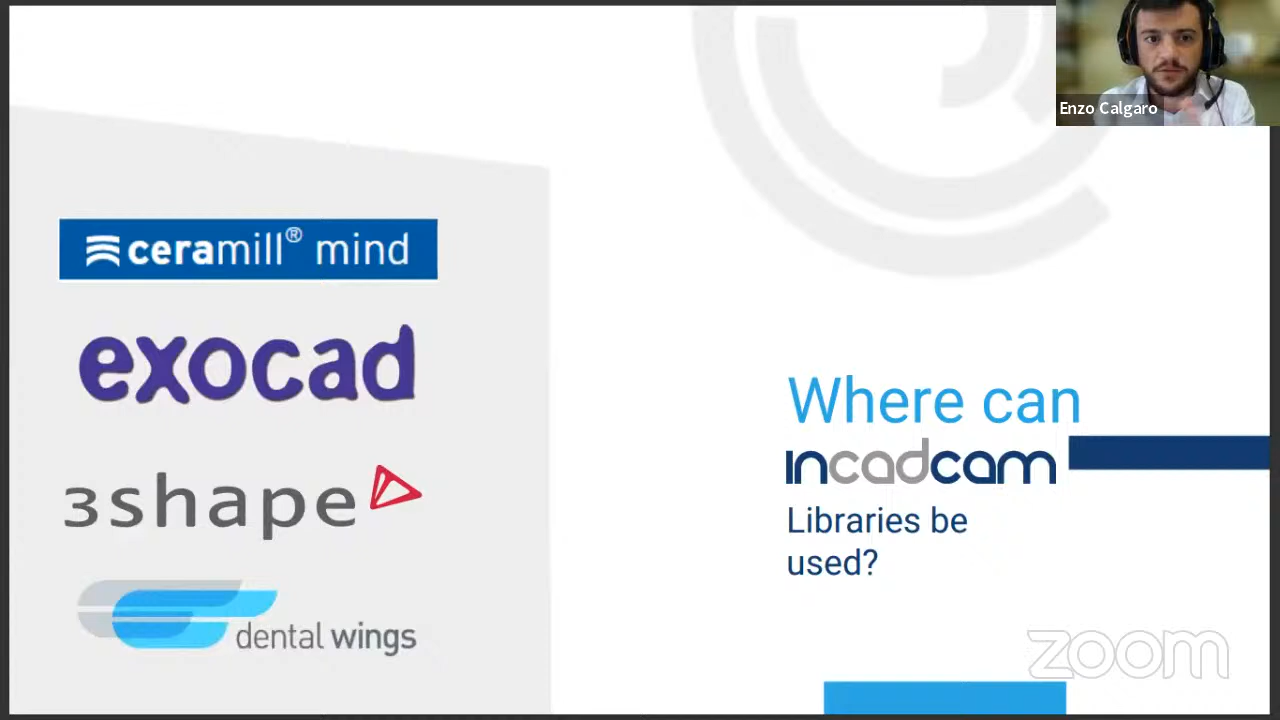 Enzo Calgaro
ceramill® mind
exocad
3shape
dental wings
Where can
incadcam
Libraries be
used?
zoom